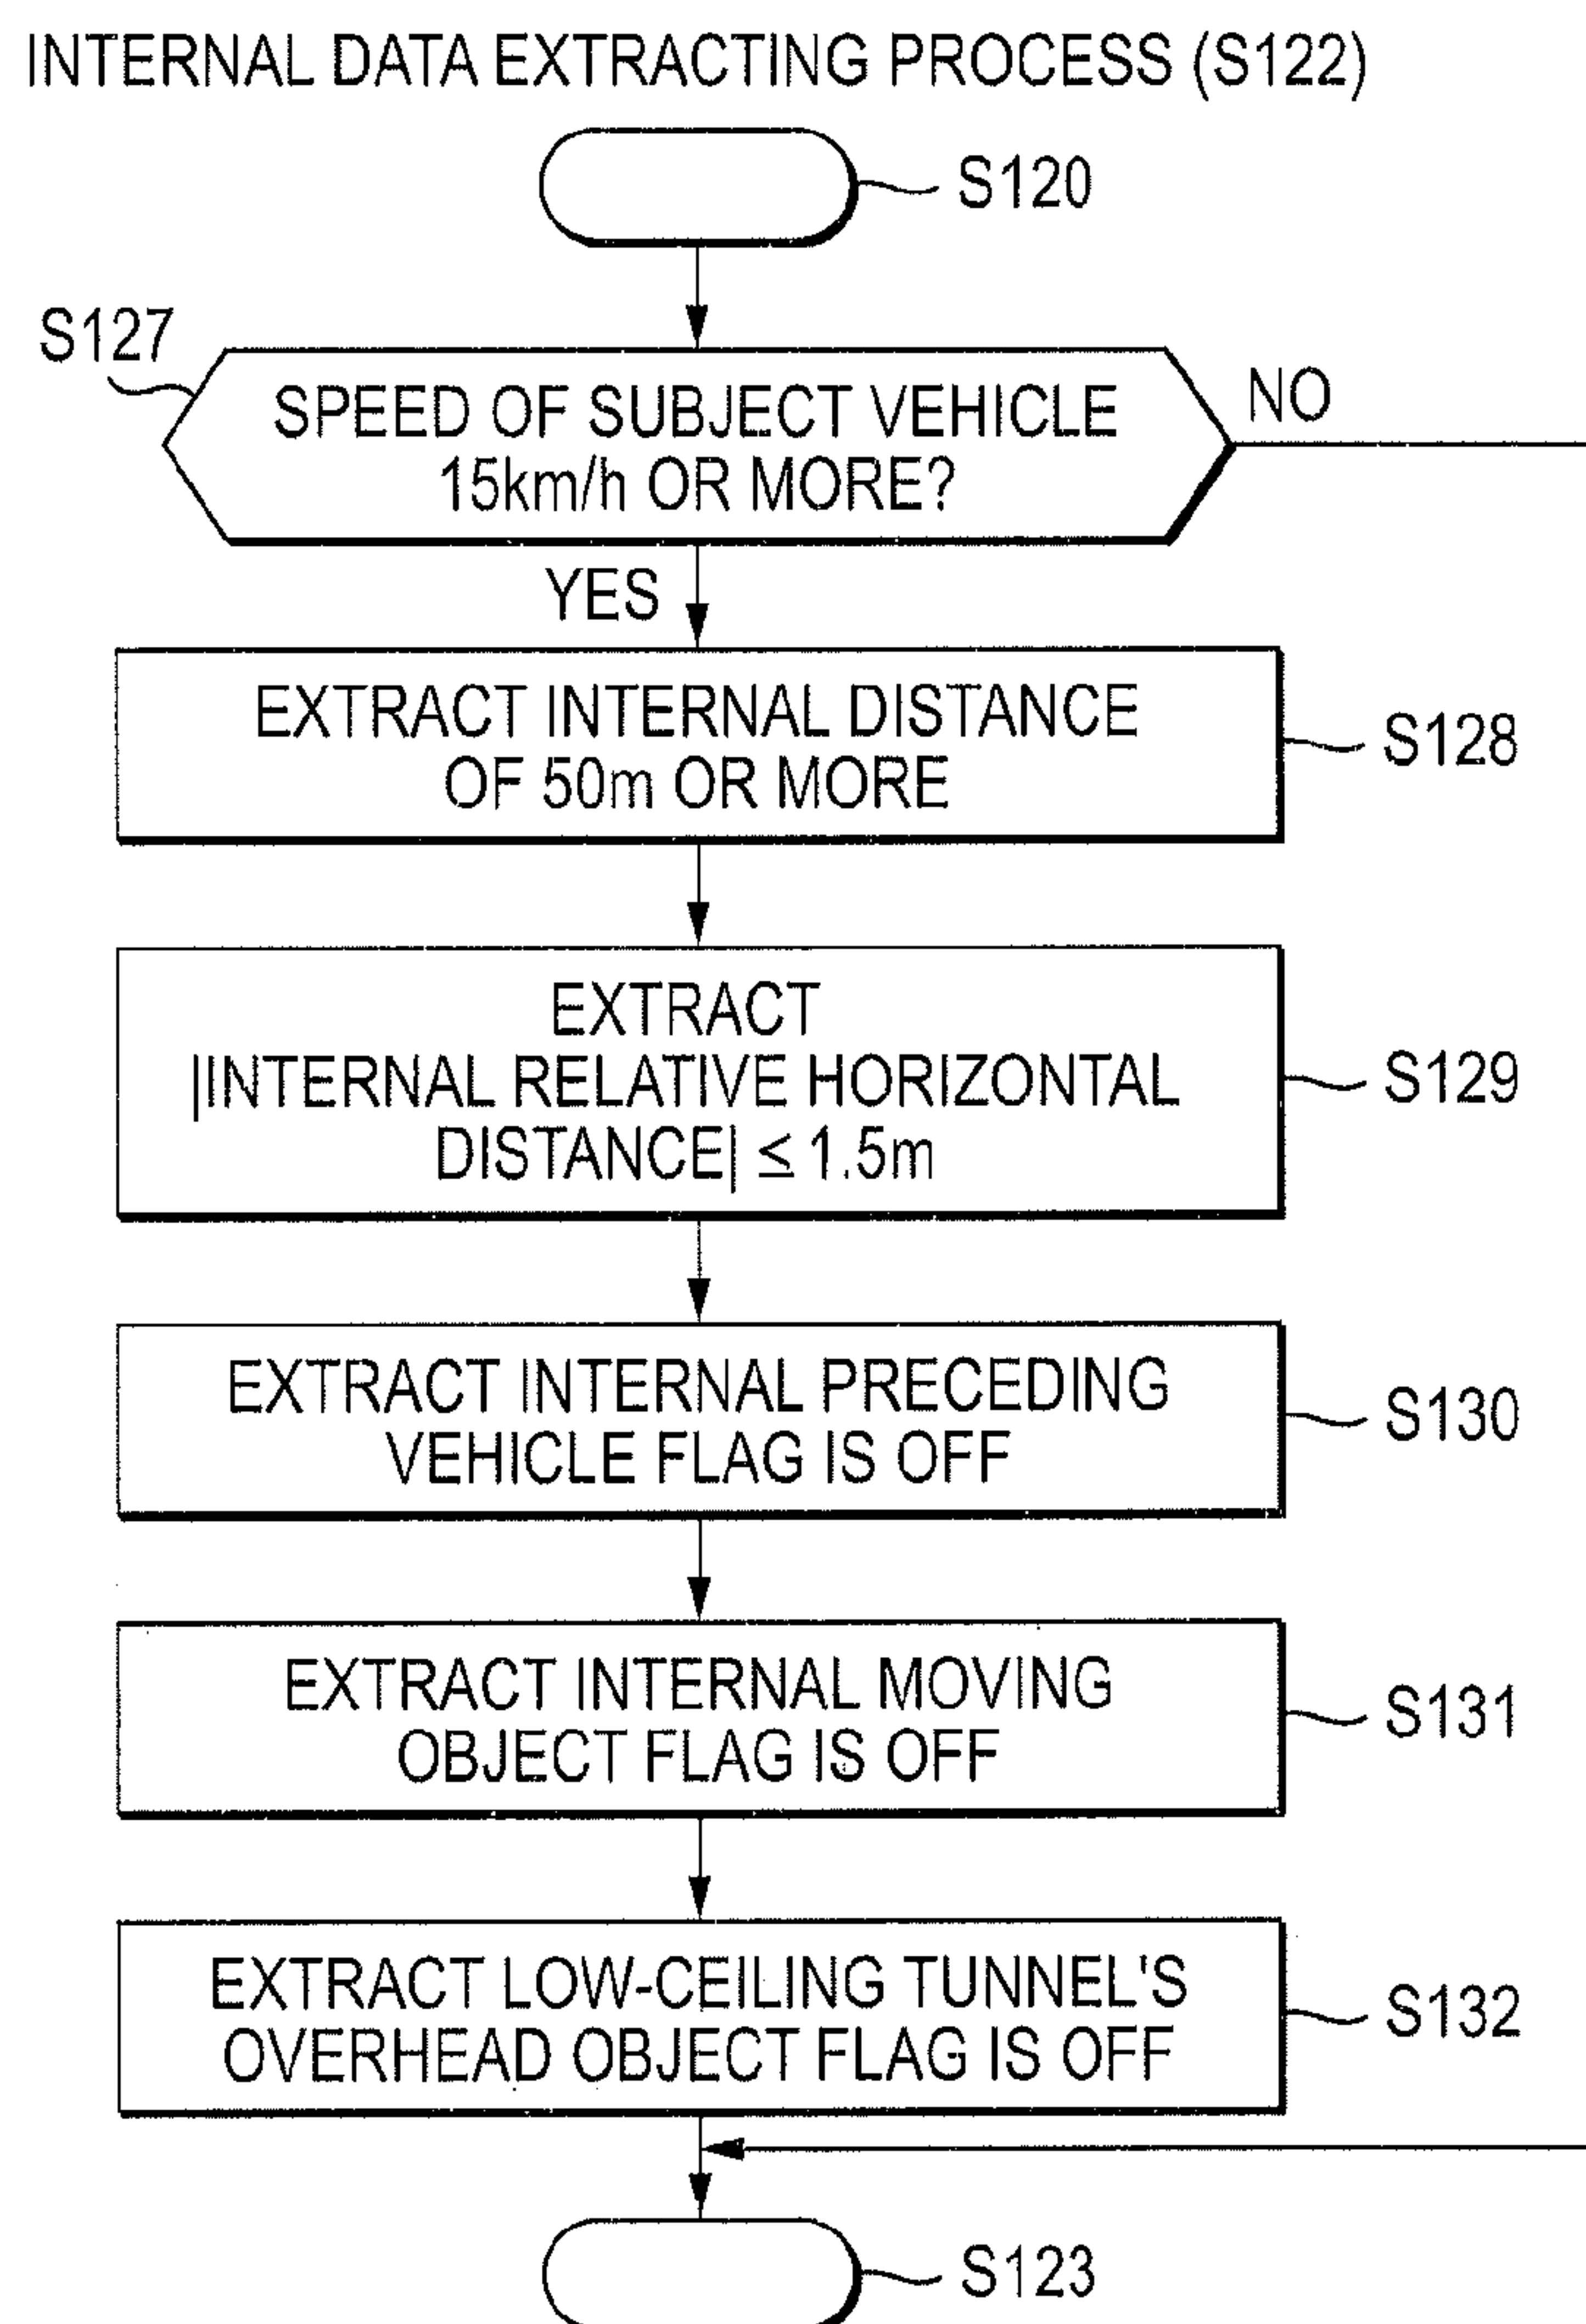 INTERNAL DATA EXTRACTING PROCESS (S122)
S120
S127
SPEED OF SUBJECT VEHICLE
15km/h OR MORE?
NO
YES
EXTRACT INTERNAL DISTANCE
OF 50m OR MORE
S128
EXTRACT
|INTERNAL RELATIVE HORIZONTAL
DISTANCE| ≤ 1.5m
S129
EXTRACT INTERNAL PRECEDING
VEHICLE FLAG IS OFF
S130
EXTRACT INTERNAL MOVING
OBJECT FLAG IS OFF
S131
EXTRACT LOW-CEILING TUNNEL'S
OVERHEAD OBJECT FLAG IS OFF
S132
S123